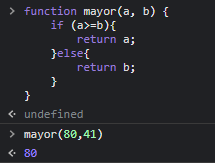 > function mayor(a, b) {
    if (a>=b){
        return a;
    }else{
        return b;
    }
}
< undefined
> mayor(80,41)
< 80